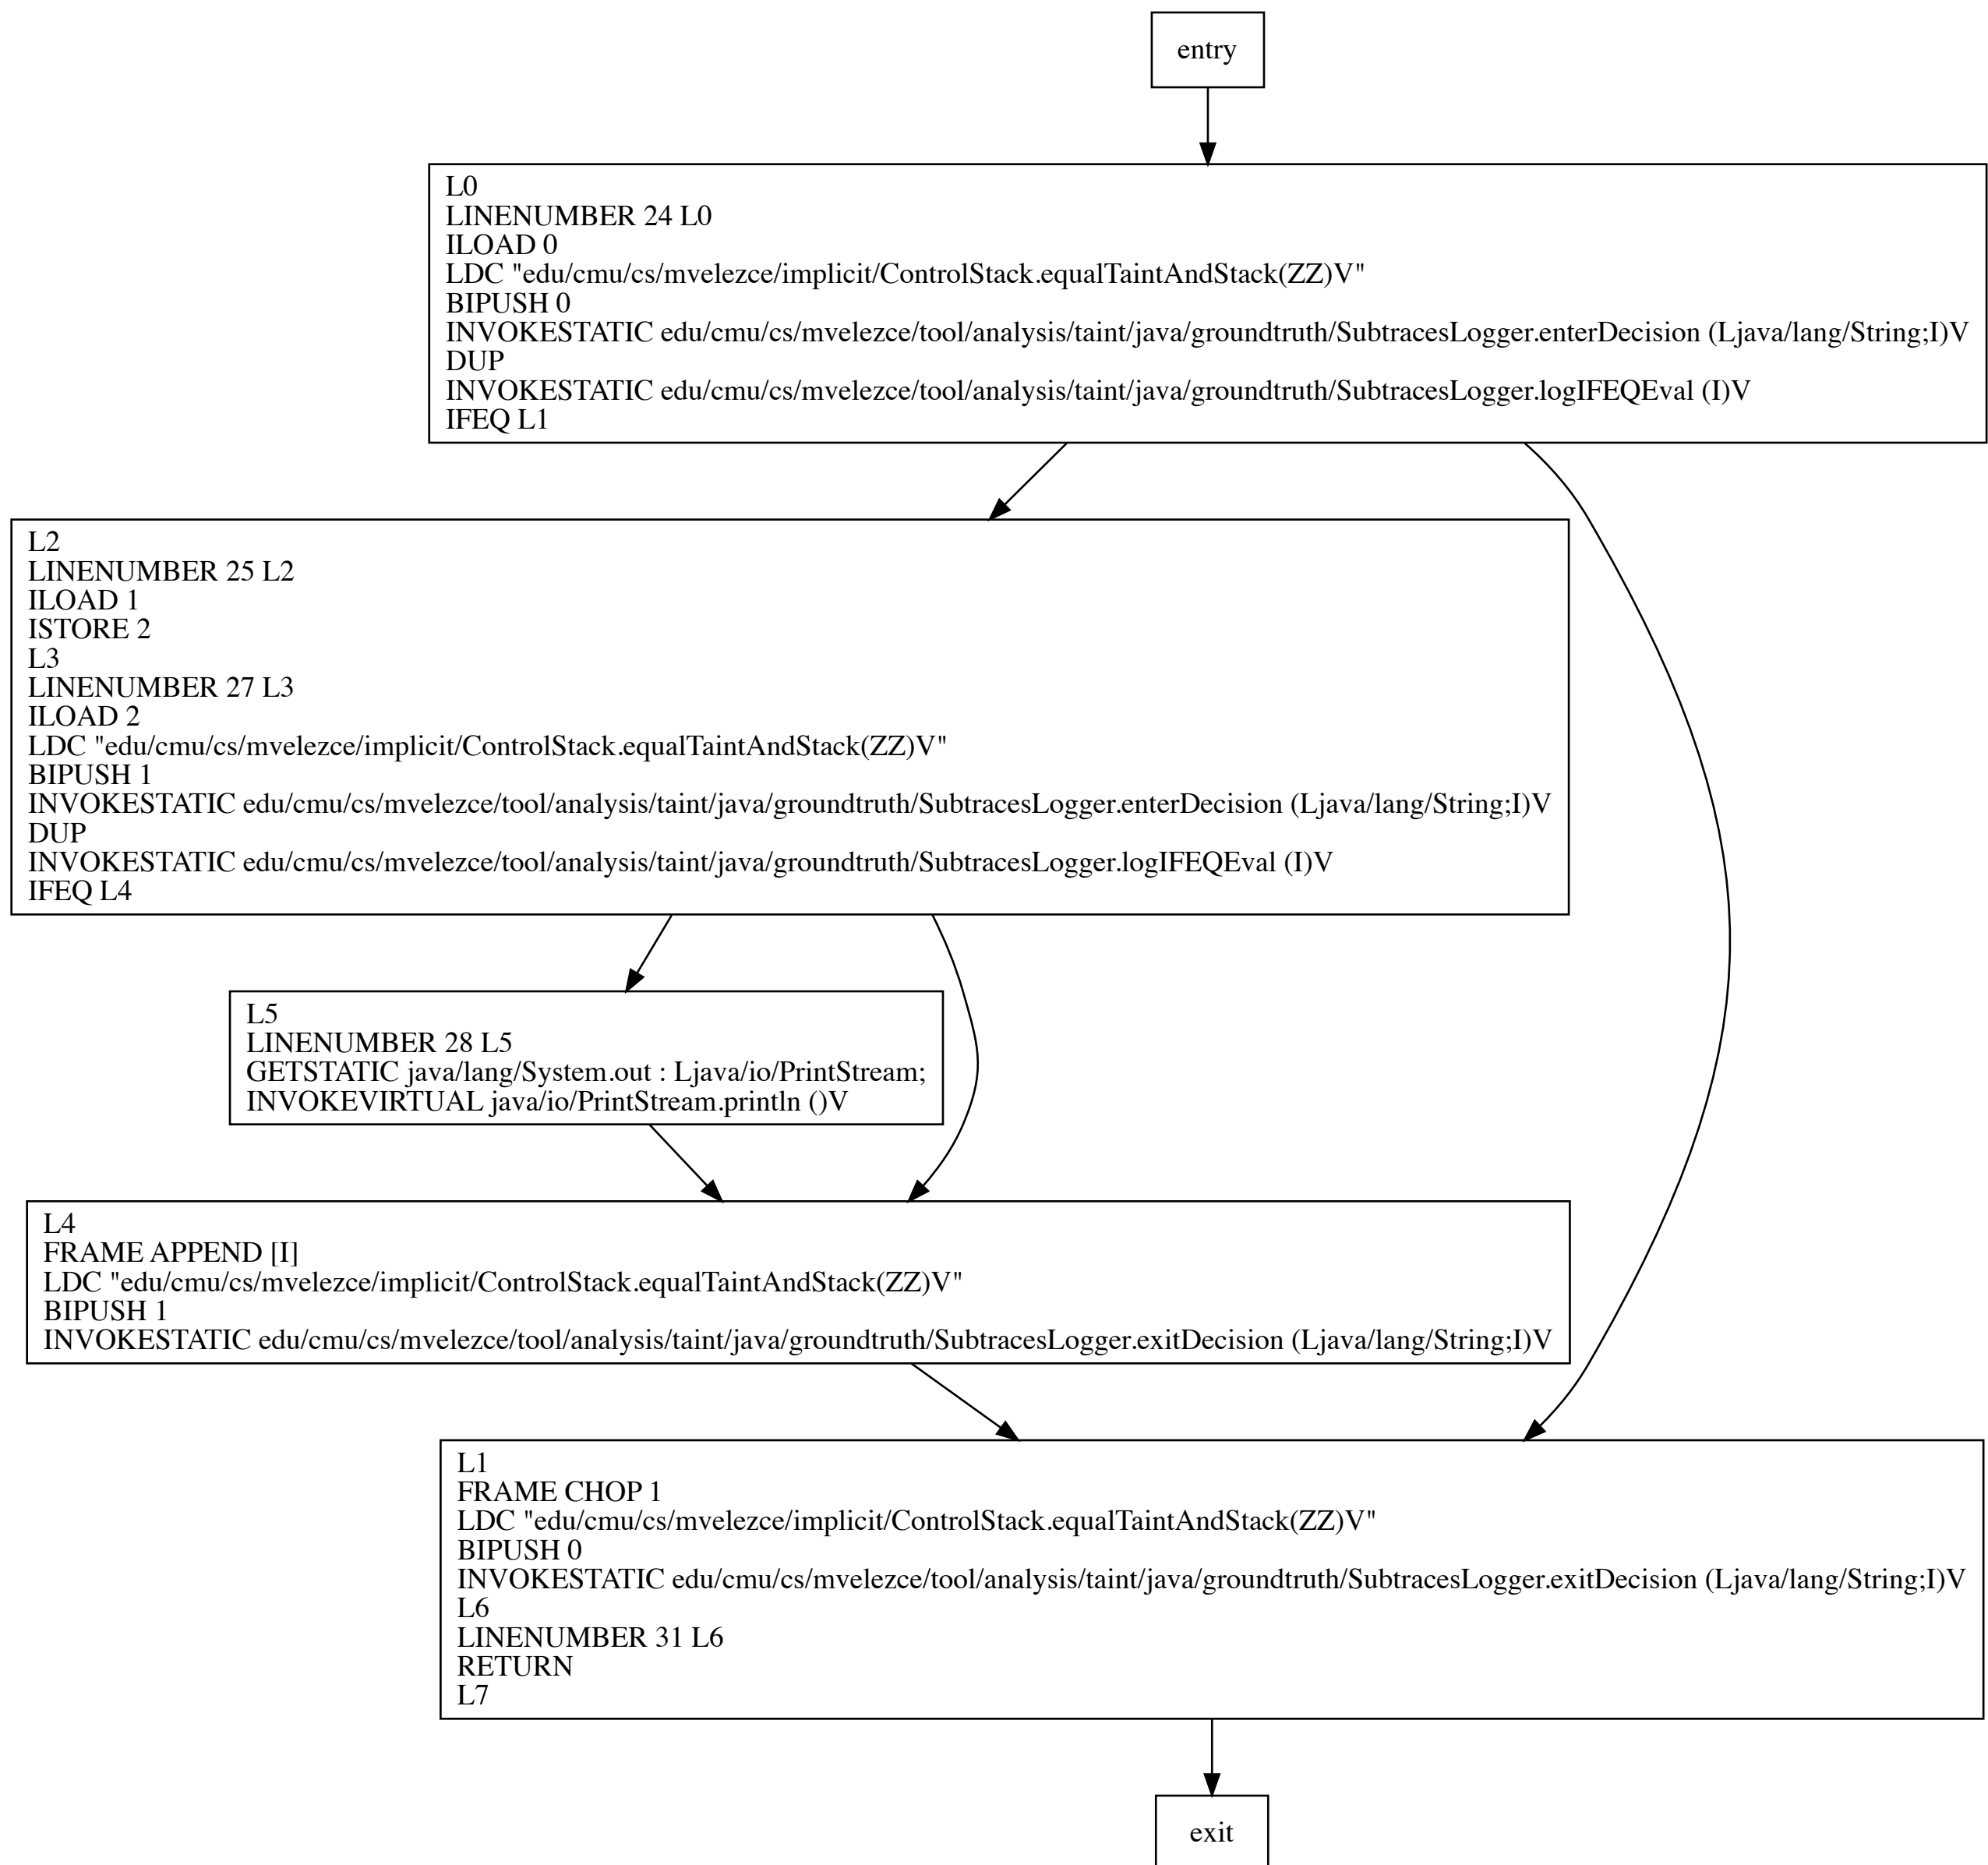 entry
L0
LINENUMBER 24 L0
ILOAD 0
LDC "edu/cmu/cs/mvelezce/implicit/ControlStack.equalTaintAndStack(ZZ)V"
BIPUSH 0
INVOKESTATIC edu/cmu/cs/mvelezce/tool/analysis/taint/java/groundtruth/SubtracesLogger.enterDecision (Ljava/lang/String;I)V
DUP
INVOKESTATIC edu/cmu/cs/mvelezce/tool/analysis/taint/java/groundtruth/SubtracesLogger.logIFEQEval (I)V
IFEQ L1
L2
LINENUMBER 25 L2
ILOAD 1
ISTORE 2
L3
LINENUMBER 27 L3
ILOAD 2
LDC "edu/cmu/cs/mvelezce/implicit/ControlStack.equalTaintAndStack(ZZ)V"
BIPUSH 1
INVOKESTATIC edu/cmu/cs/mvelezce/tool/analysis/taint/java/groundtruth/SubtracesLogger.enterDecision (Ljava/lang/String;I)V
DUP
INVOKESTATIC edu/cmu/cs/mvelezce/tool/analysis/taint/java/groundtruth/SubtracesLogger.logIFEQEval (I)V
IFEQ L4
L5
LINENUMBER 28 L5
GETSTATIC java/lang/System.out : Ljava/io/PrintStream;
INVOKEVIRTUAL java/io/PrintStream.println ()V
L4
FRAME APPEND [I]
LDC "edu/cmu/cs/mvelezce/implicit/ControlStack.equalTaintAndStack(ZZ)V"
BIPUSH 1
INVOKESTATIC edu/cmu/cs/mvelezce/tool/analysis/taint/java/groundtruth/SubtracesLogger.exitDecision (Ljava/lang/String;I)V
L1
FRAME CHOP 1
LDC "edu/cmu/cs/mvelezce/implicit/ControlStack.equalTaintAndStack(ZZ)V"
BIPUSH 0
INVOKESTATIC edu/cmu/cs/mvelezce/tool/analysis/taint/java/groundtruth/SubtracesLogger.exitDecision (Ljava/lang/String;I)V
L6
LINENUMBER 31 L6
RETURN
L7
exit